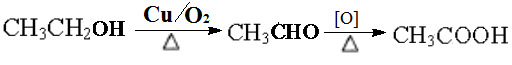 CH₃CH₂OH —Cu/O₂, △→ CH₃CHO —[O], △→ CH₃COOH